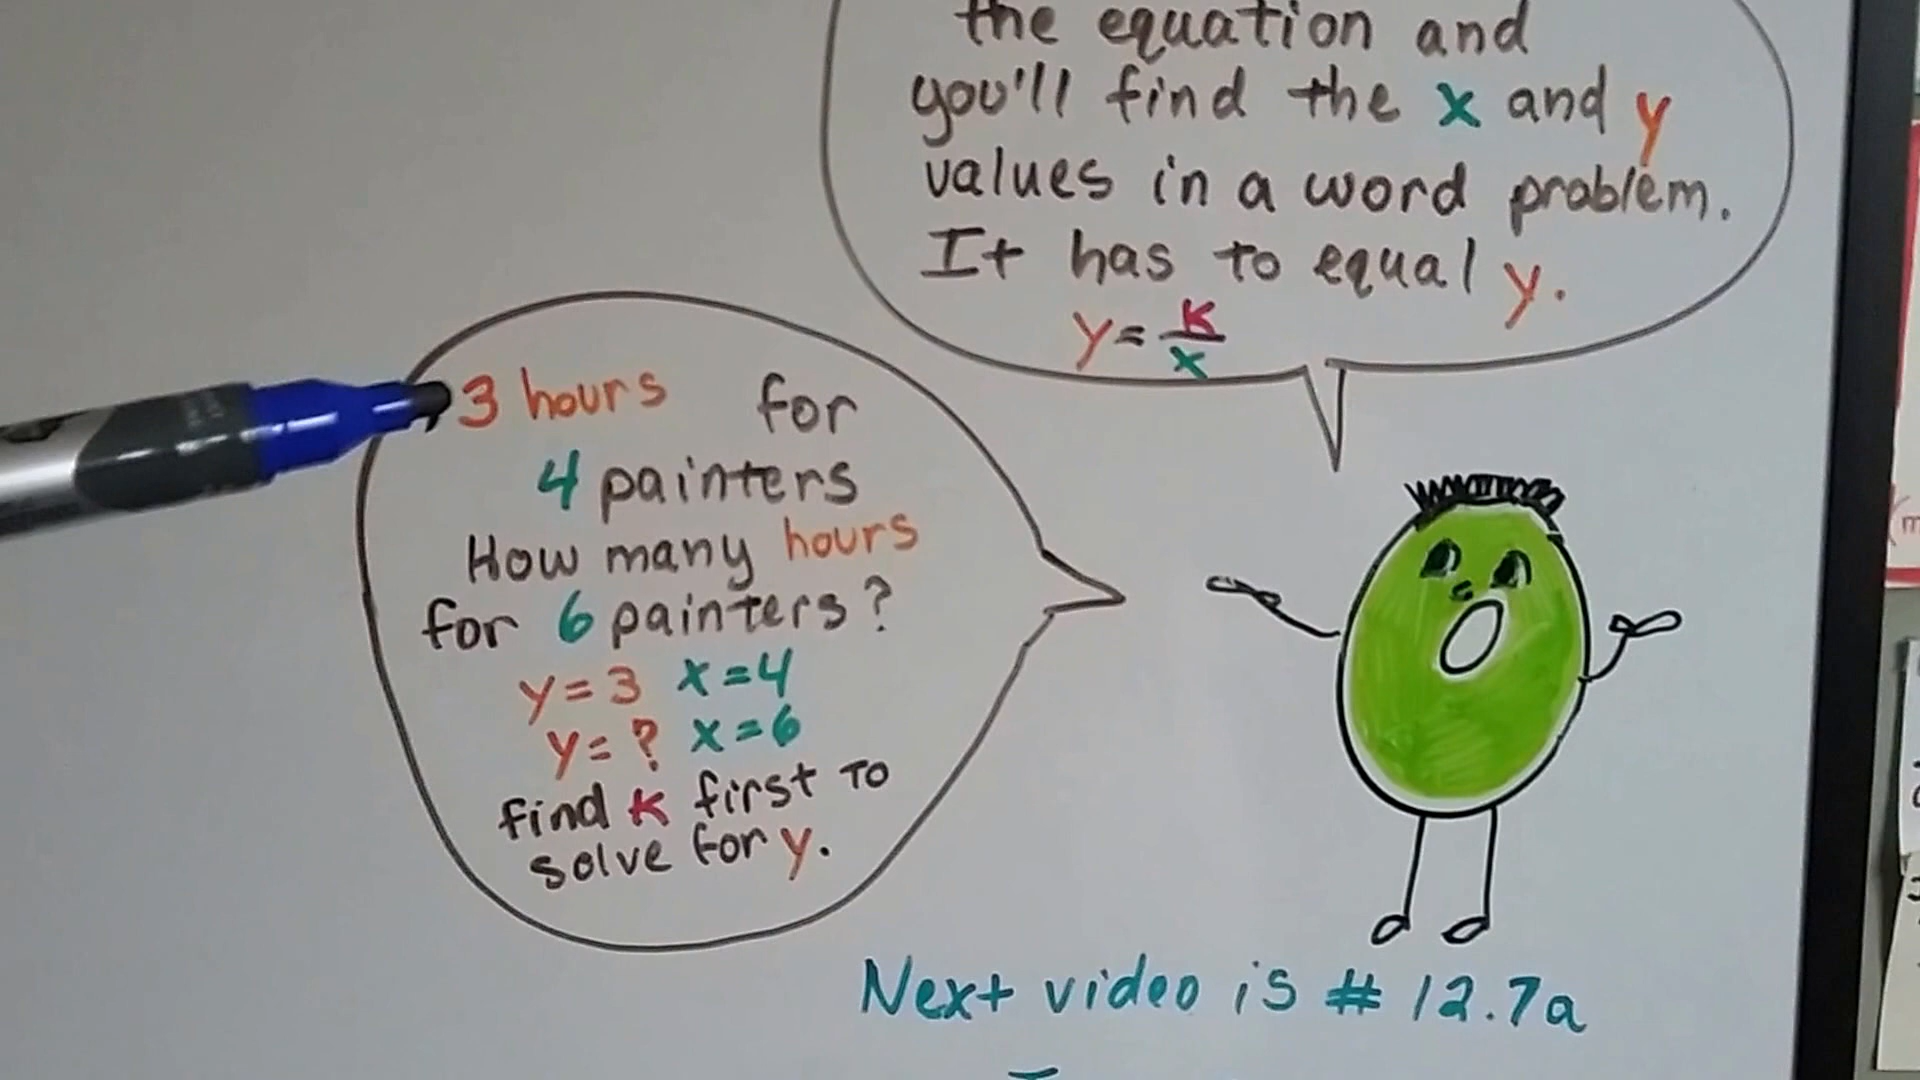 the equation and
you'll find the x and y
values in a word problem.
It has to equal y.
y = k/x
3 hours for
4 painters
How many hours
for 6 painters?
y = 3 x = 4
y = ? x = 6
find k first to
solve for y.
Next video is # 12.7a